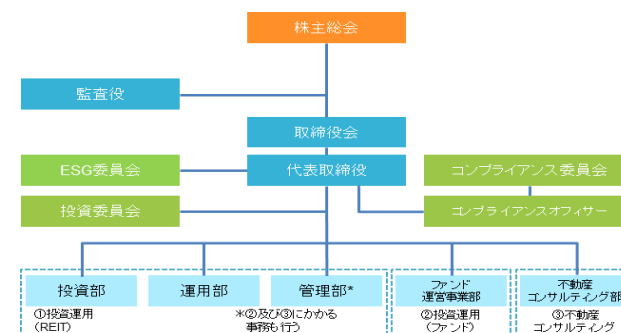 株主総会
監査役
取締役会
ESG委員会
代表取締役
コンプライアンス委員会
投資委員会
コンプライアンスオフィサー
投資部
運用部
管理部*
ファンド
運営事業部
不動産
コンサルティング部
①投資運用
(REIT)
*②及び③にかかる
事務も行う
②投資運用
(ファンド)
③不動産
コンサルティング